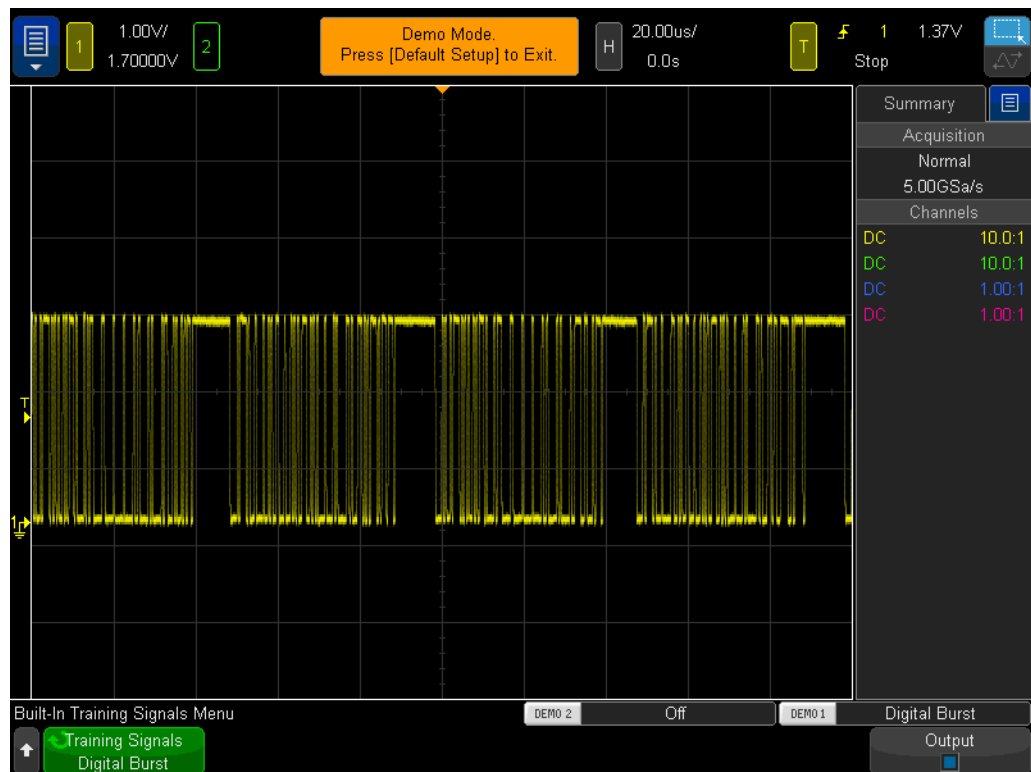 1
1.00V/
1.70000V
2
Demo Mode.
Press [Default Setup] to Exit.
H
20.00us/
0.0s
T
1
1.37V
Stop
Summary
Acquisition
Normal
5.00GSa/s
Channels
DC 10.0:1
DC 10.0:1
DC 1.00:1
DC 1.00:1
T
1
Built-In Training Signals Menu
DEMO 2 Off
DEMO 1 Digital Burst
Training Signals
Digital Burst
Output